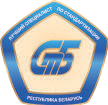 ЛУЧШИЙ СПЕЦИАЛИСТ ПО СТАНДАРТИЗАЦИИ
СТБ
РЕСПУБЛИКА БЕЛАРУСЬ